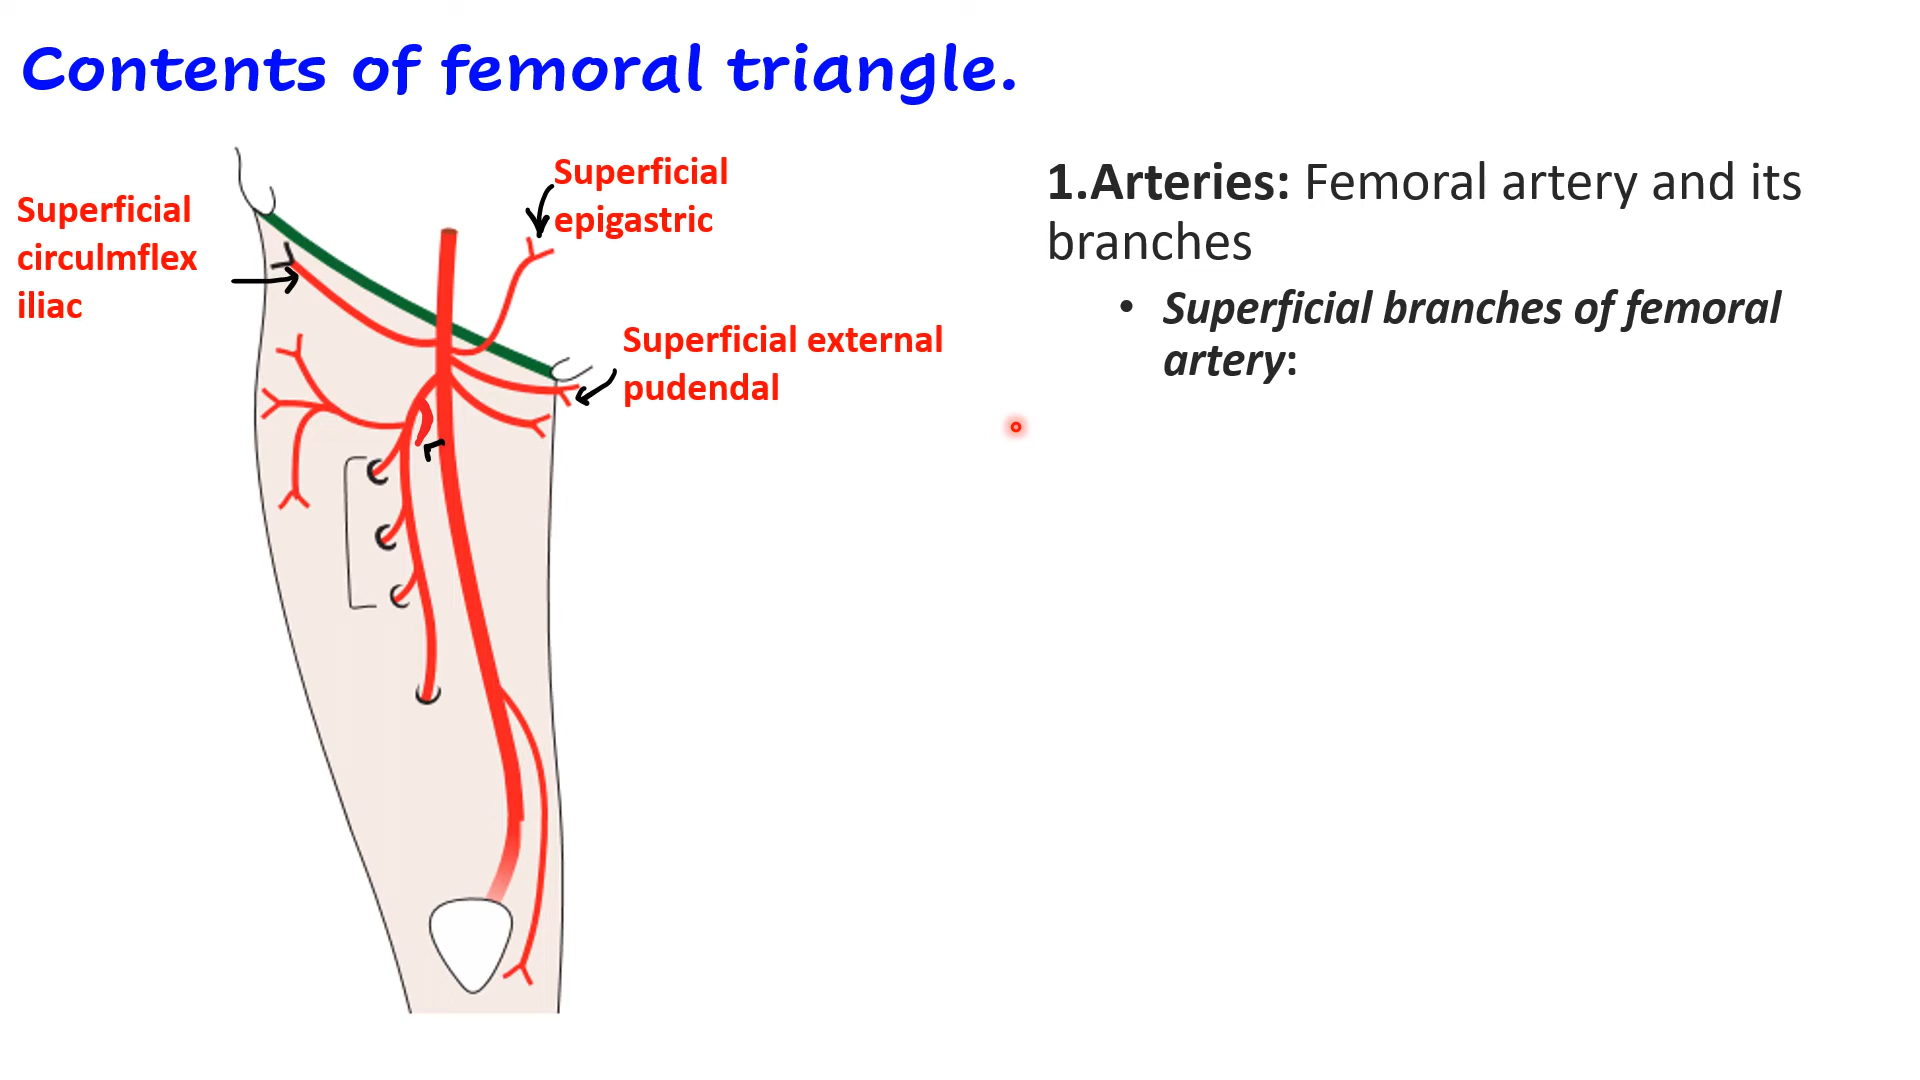 Contents of femoral triangle.
Superficial
epigastric
Superficial
circulmflex
iliac
Superficial external
pudendal
1.Arteries: Femoral artery and its
branches
• Superficial branches of femoral
artery: